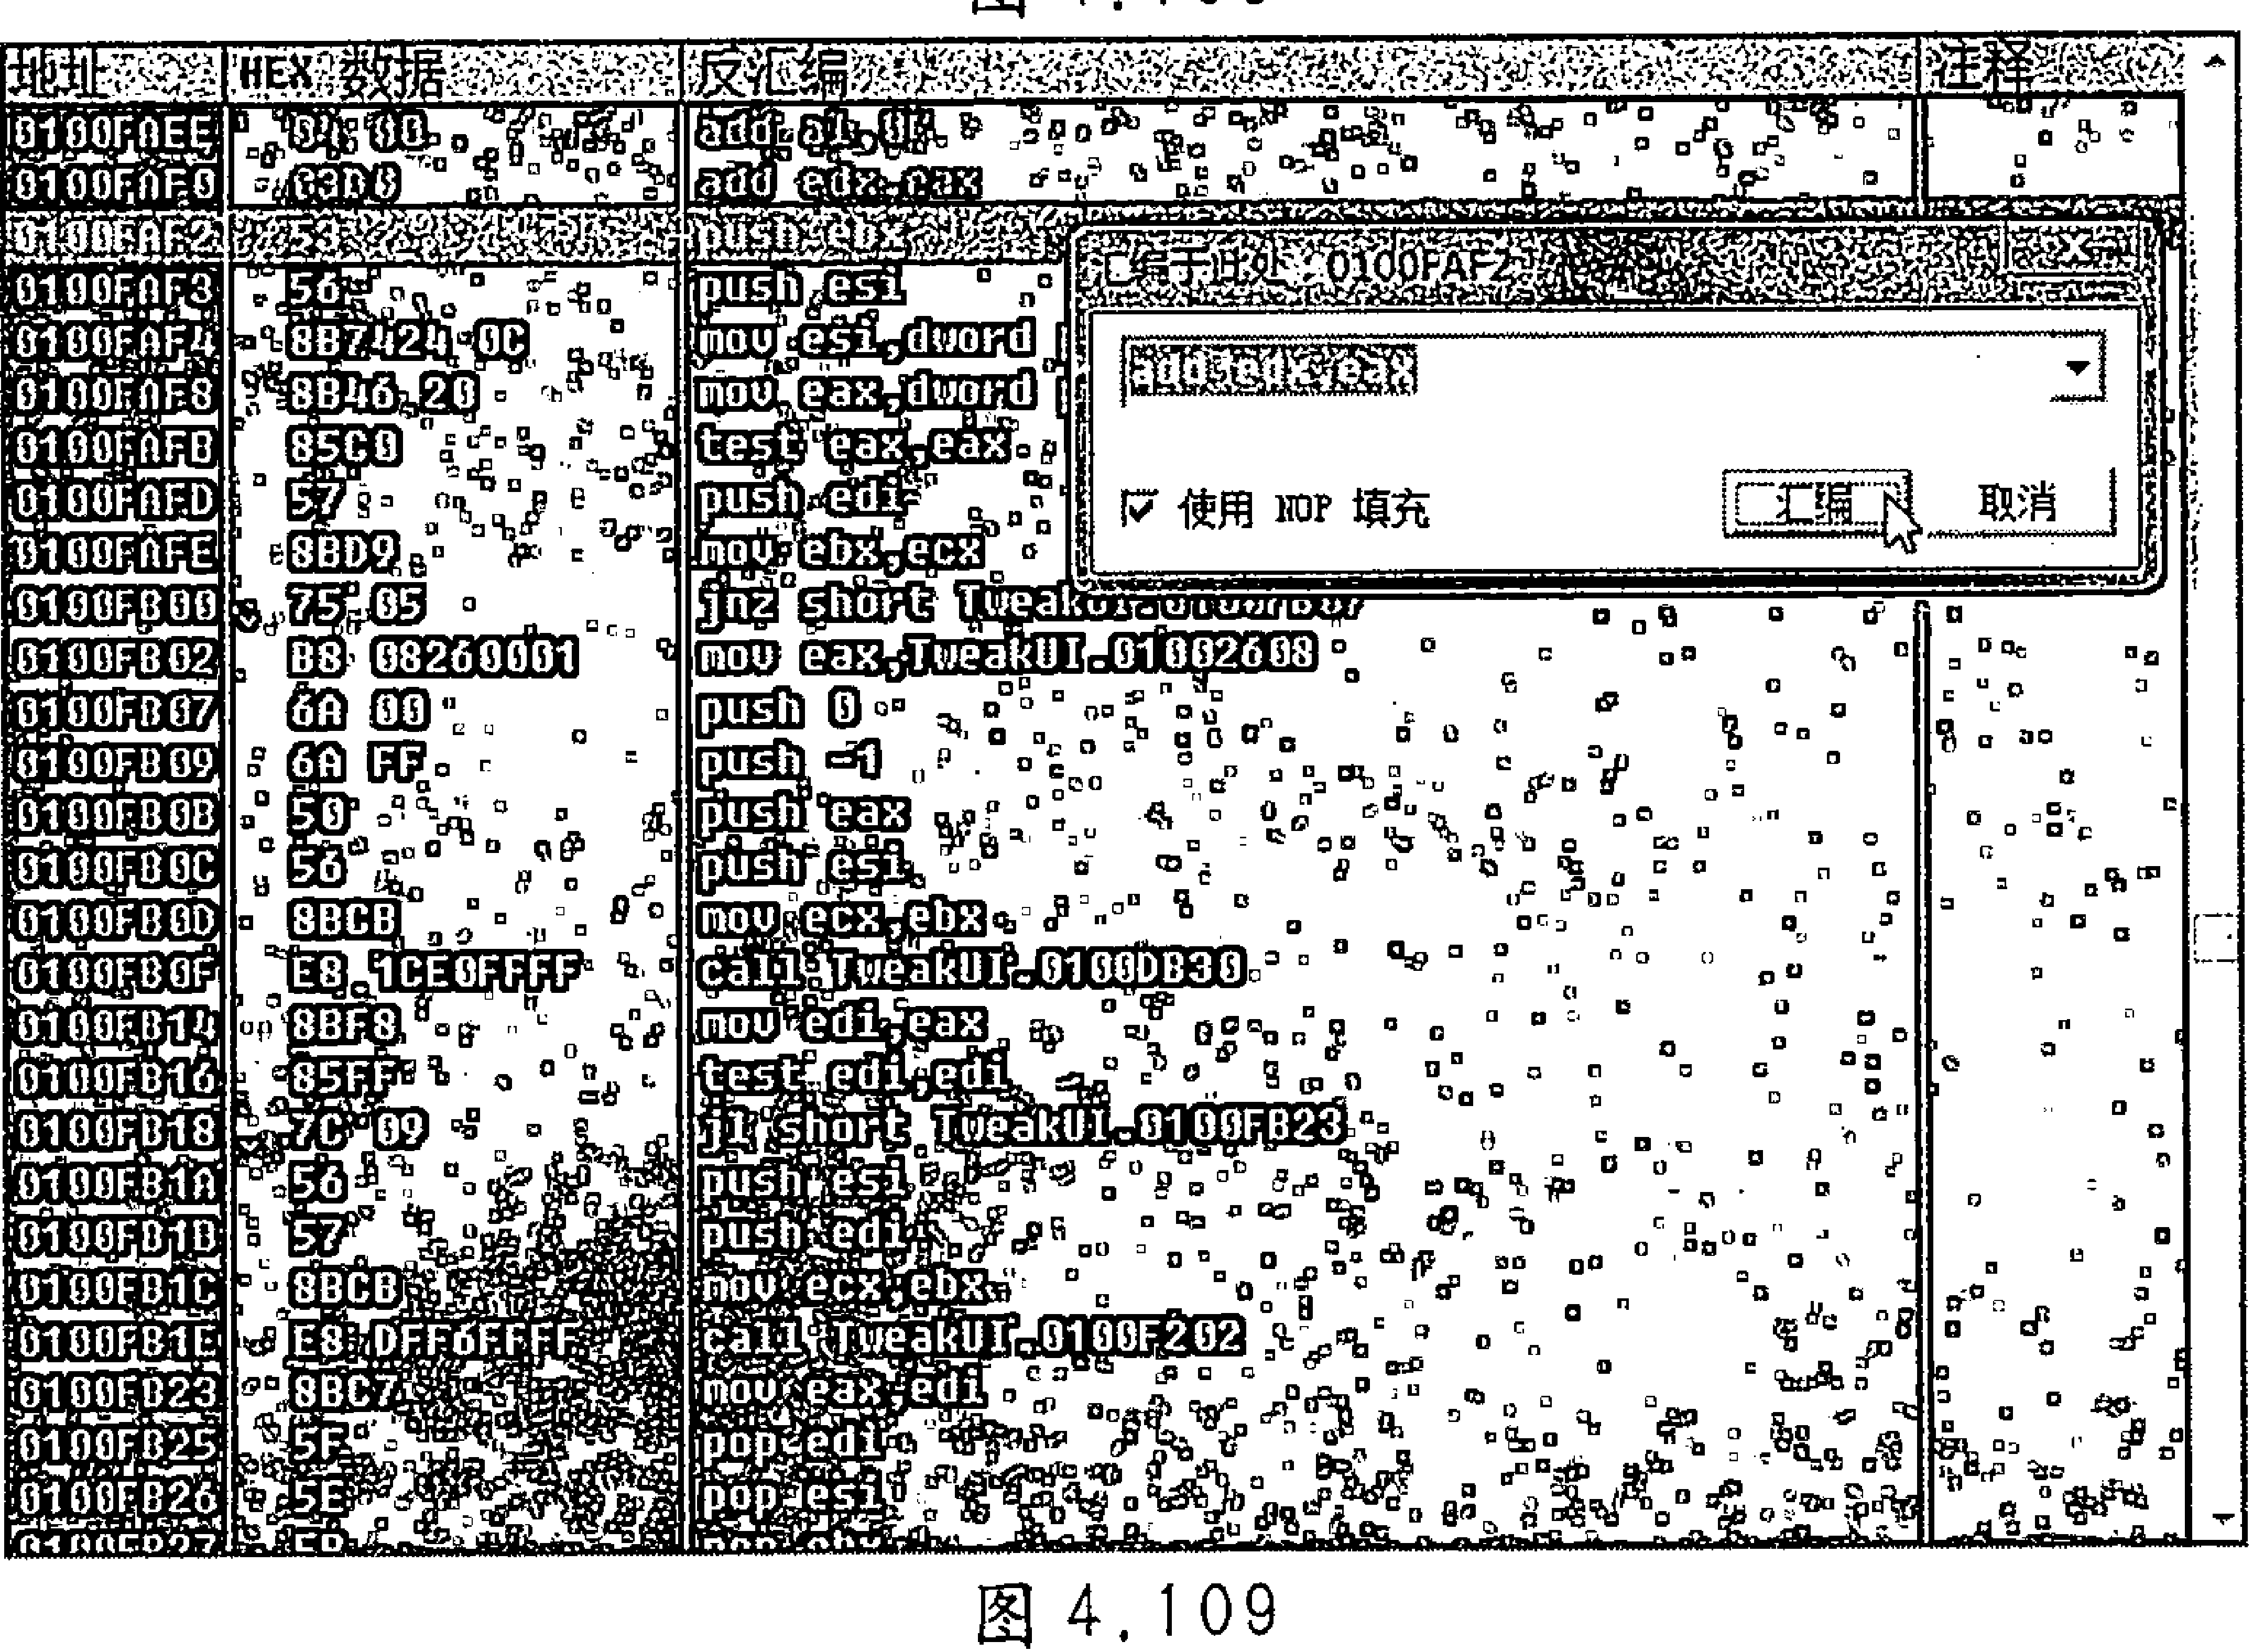 地址 HEX 数据 反汇编 注释
0100FAEE 04 00 add al,0
0100FAF0 03D0 add edx,eax
0100FAF2 53 push ebx
0100FAF3 56 push esi
0100FAF4 8B7424 0C mov esi,dword
0100FAF8 8B46 20 mov eax,dword
0100FAFB 85C0 test eax,eax
0100FAFD 57 push edi
0100FAFE 8BD9 mov ebx,ecx
0100FB00 75 05 jnz short TweakUI.0100FB07
0100FB02 B8 08260001 mov eax,TweakUI.01002608
0100FB07 6A 00 push 0
0100FB09 6A FF push -1
0100FB0B 50 push eax
0100FB0C 56 push esi
0100FB0D 8BCB mov ecx,ebx
0100FB0F E8 1CE0FFFF call TweakUI.0100DB30
0100FB14 8BF8 mov edi,eax
0100FB16 85FF test edi,edi
0100FB18 7C 09 jl short TweakUI.0100FB23
0100FB1A 56 push esi
0100FB1B 57 push edi
0100FB1C 8BCB mov ecx,ebx
0100FB1E E8 DFF6FFFF call TweakUI.0100F202
0100FB23 8BC7 mov eax,edi
0100FB25 5F pop edi
0100FB26 5E pop esi
汇编于此处: 0100FAF2
add edx,eax
使用 NOP 填充
汇编 取消
图 4.109